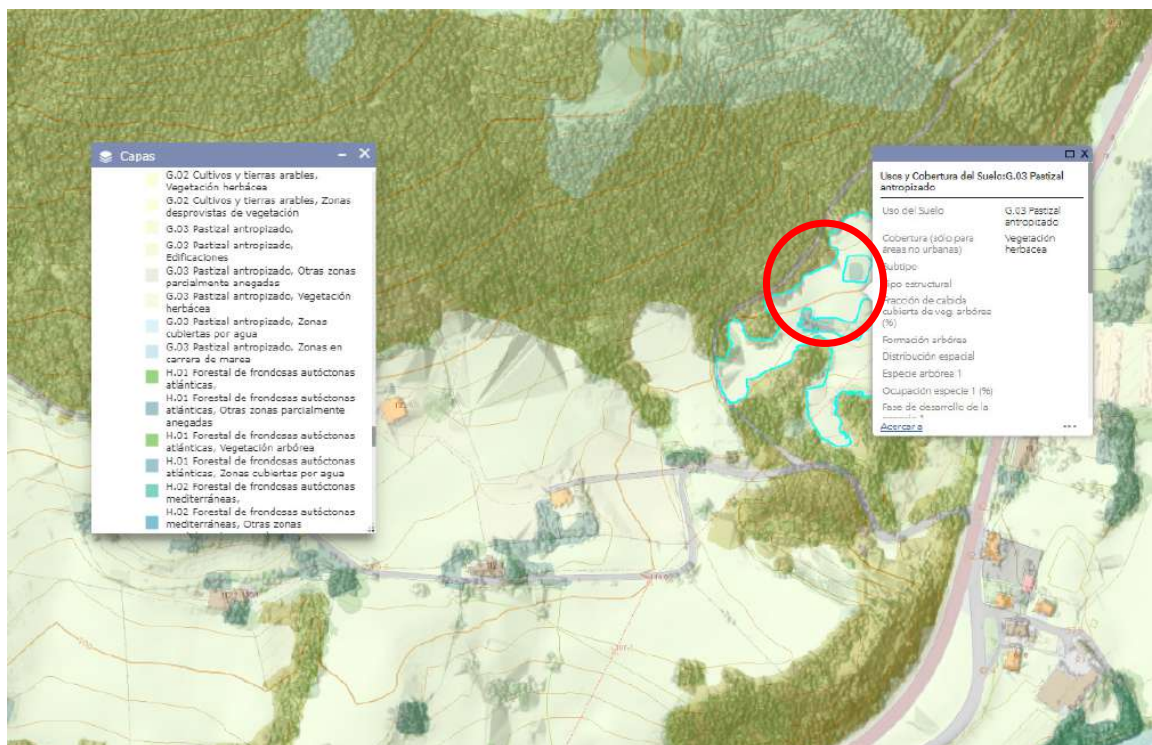 Capas
G.02 Cultivos y tierras arables,
Vegetación herbácea
G.02 Cultivos y tierras arables, Zonas
desprovistas de vegetación
G.03 Pastizal antropizado,
G.03 Pastizal antropizado,
Edificaciones
G.03 Pastizal antropizado, Otras zonas
parcialmente anegadas
G.03 Pastizal antropizado, Vegetación
herbácea
G.03 Pastizal antropizado, Zonas
cubiertas por agua
G.03 Pastizal antropizado, Zonas en
carrera de marea
H.01 Forestal de frondosas autóctonas
atlánticas,
H.01 Forestal de frondosas autóctonas
atlánticas, Otras zonas parcialmente
anegadas
H.01 Forestal de frondosas autóctonas
atlánticas, Vegetación arbórea
H.01 Forestal de frondosas autóctonas
atlánticas, Zonas cubiertas por agua
H.02 Forestal de frondosas autóctonas
mediterráneas,
H.02 Forestal de frondosas autóctonas
mediterráneas, Otras zonas
Usos y Cobertura del Suelo:G.03 Pastizal
antropizado
Uso del Suelo G.03 Pastizal
antropizado
Cobertura (sólo para Vegetación
áreas no urbanas) herbácea
Subtipo
Tipo estructural
Fracción de cabida
cubierta de veg. arbórea
(%)
Formación arbórea
Distribución espacial
Especie arbórea 1
Ocupación especie 1 (%)
Fase de desarrollo de la
Acercar a